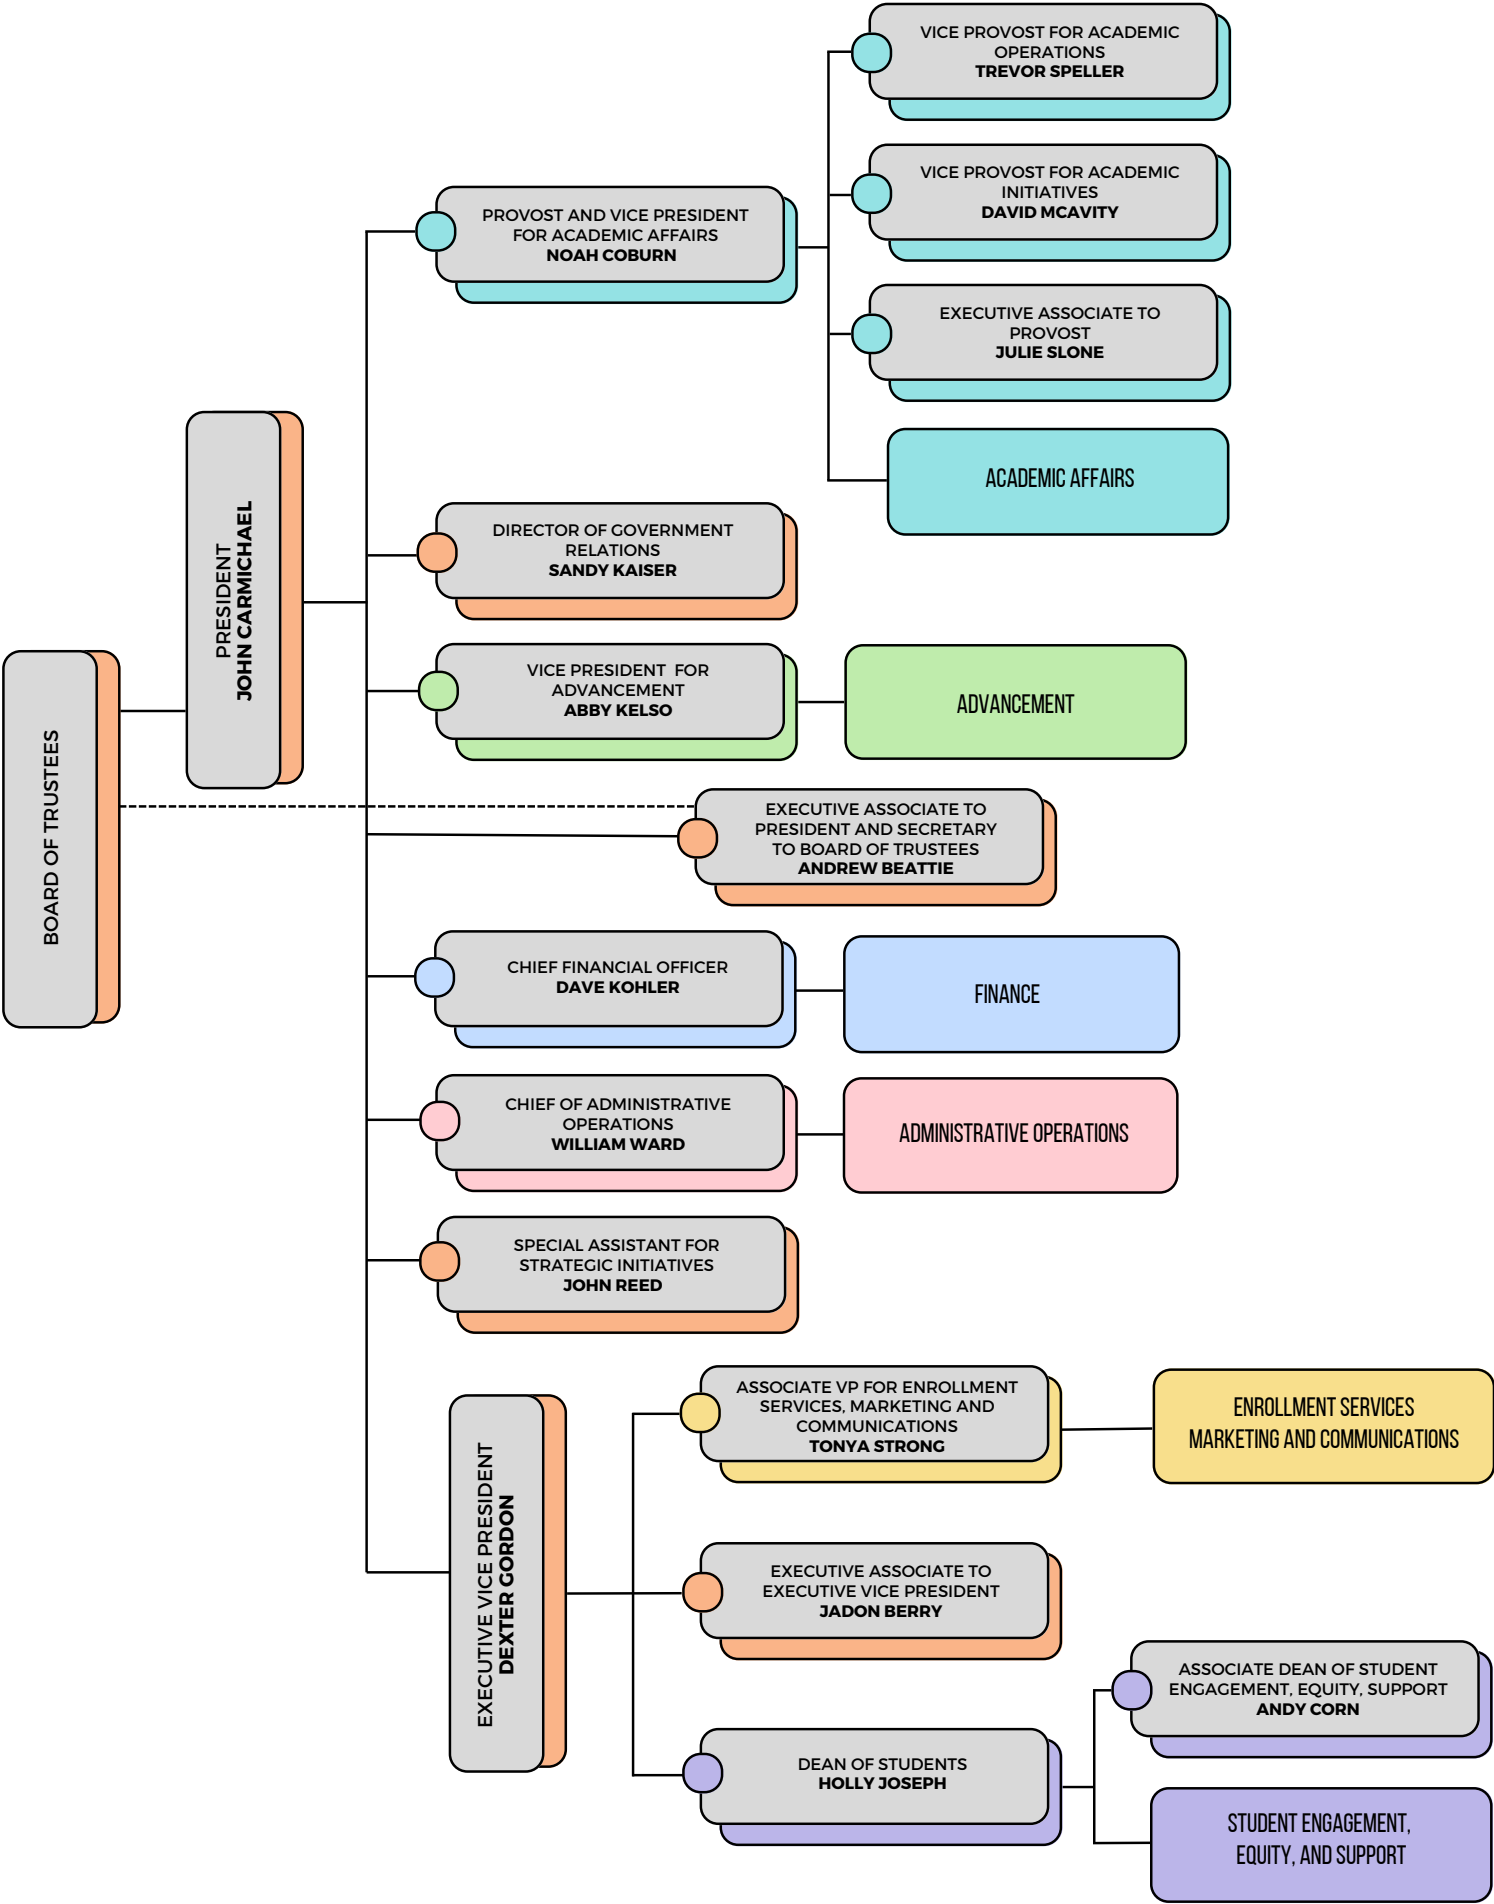 VICE PROVOST FOR ACADEMIC
OPERATIONS
TREVOR SPELLER
VICE PROVOST FOR ACADEMIC
INITIATIVES
DAVID MCAVITY
PROVOST AND VICE PRESIDENT
FOR ACADEMIC AFFAIRS
NOAH COBURN
EXECUTIVE ASSOCIATE TO
PROVOST
JULIE SLONE
ACADEMIC AFFAIRS
PRESIDENT
JOHN CARMICHAEL
DIRECTOR OF GOVERNMENT
RELATIONS
SANDY KAISER
VICE PRESIDENT  FOR
ADVANCEMENT
ABBY KELSO
ADVANCEMENT
BOARD OF TRUSTEES
EXECUTIVE ASSOCIATE TO
PRESIDENT AND SECRETARY
TO BOARD OF TRUSTEES
ANDREW BEATTIE
CHIEF FINANCIAL OFFICER
DAVE KOHLER
FINANCE
CHIEF OF ADMINISTRATIVE
OPERATIONS
WILLIAM WARD
ADMINISTRATIVE OPERATIONS
SPECIAL ASSISTANT FOR
STRATEGIC INITIATIVES
JOHN REED
EXECUTIVE VICE PRESIDENT
DEXTER GORDON
ASSOCIATE VP FOR ENROLLMENT
SERVICES, MARKETING AND
COMMUNICATIONS
TONYA STRONG
ENROLLMENT SERVICES
MARKETING AND COMMUNICATIONS
EXECUTIVE ASSOCIATE TO
EXECUTIVE VICE PRESIDENT
JADON BERRY
DEAN OF STUDENTS
HOLLY JOSEPH
ASSOCIATE DEAN OF STUDENT
ENGAGEMENT, EQUITY, SUPPORT
ANDY CORN
STUDENT ENGAGEMENT,
EQUITY, AND SUPPORT